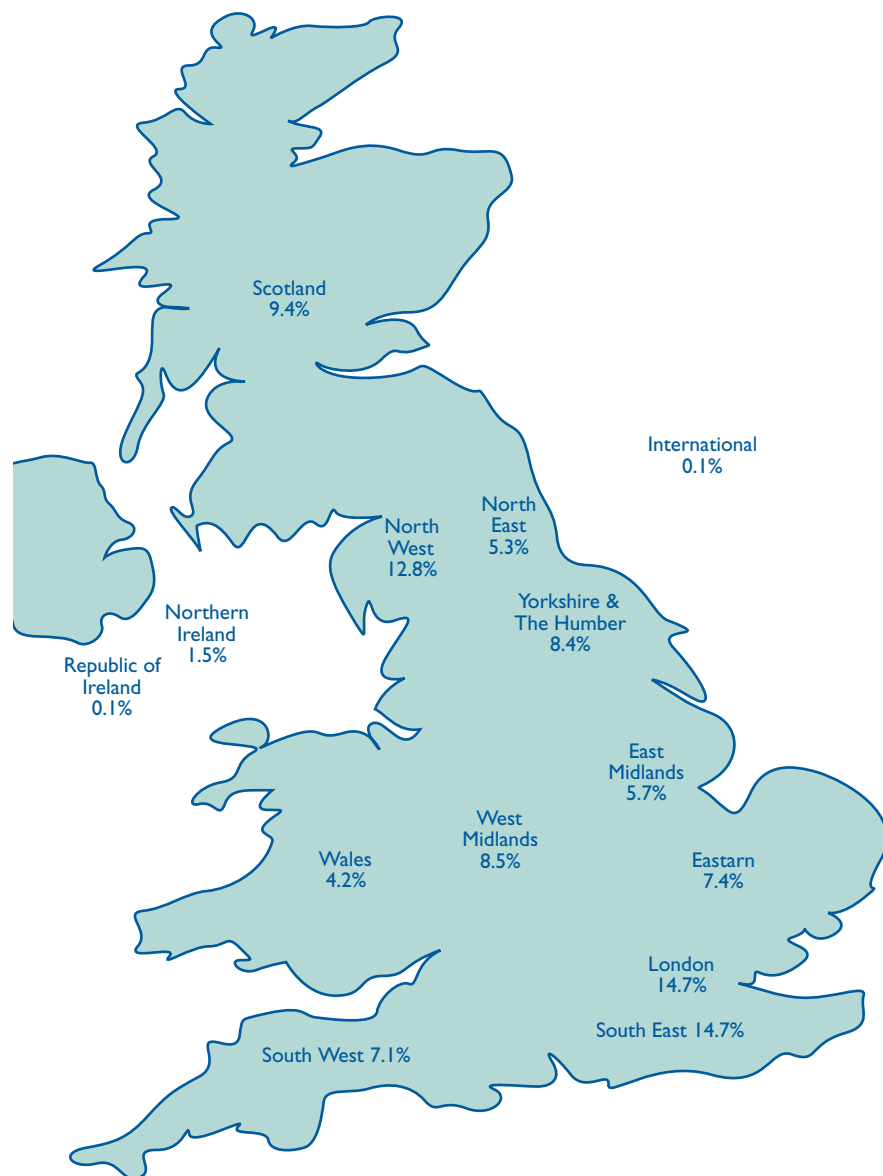 Scotland
9.4%
International
0.1%
North
East
5.3%
North
West
12.8%
Yorkshire &
The Humber
8.4%
Northern
Ireland
1.5%
Republic of
Ireland
0.1%
East
Midlands
5.7%
West
Midlands
8.5%
Wales
4.2%
Eastarn
7.4%
London
14.7%
South East 14.7%
South West 7.1%